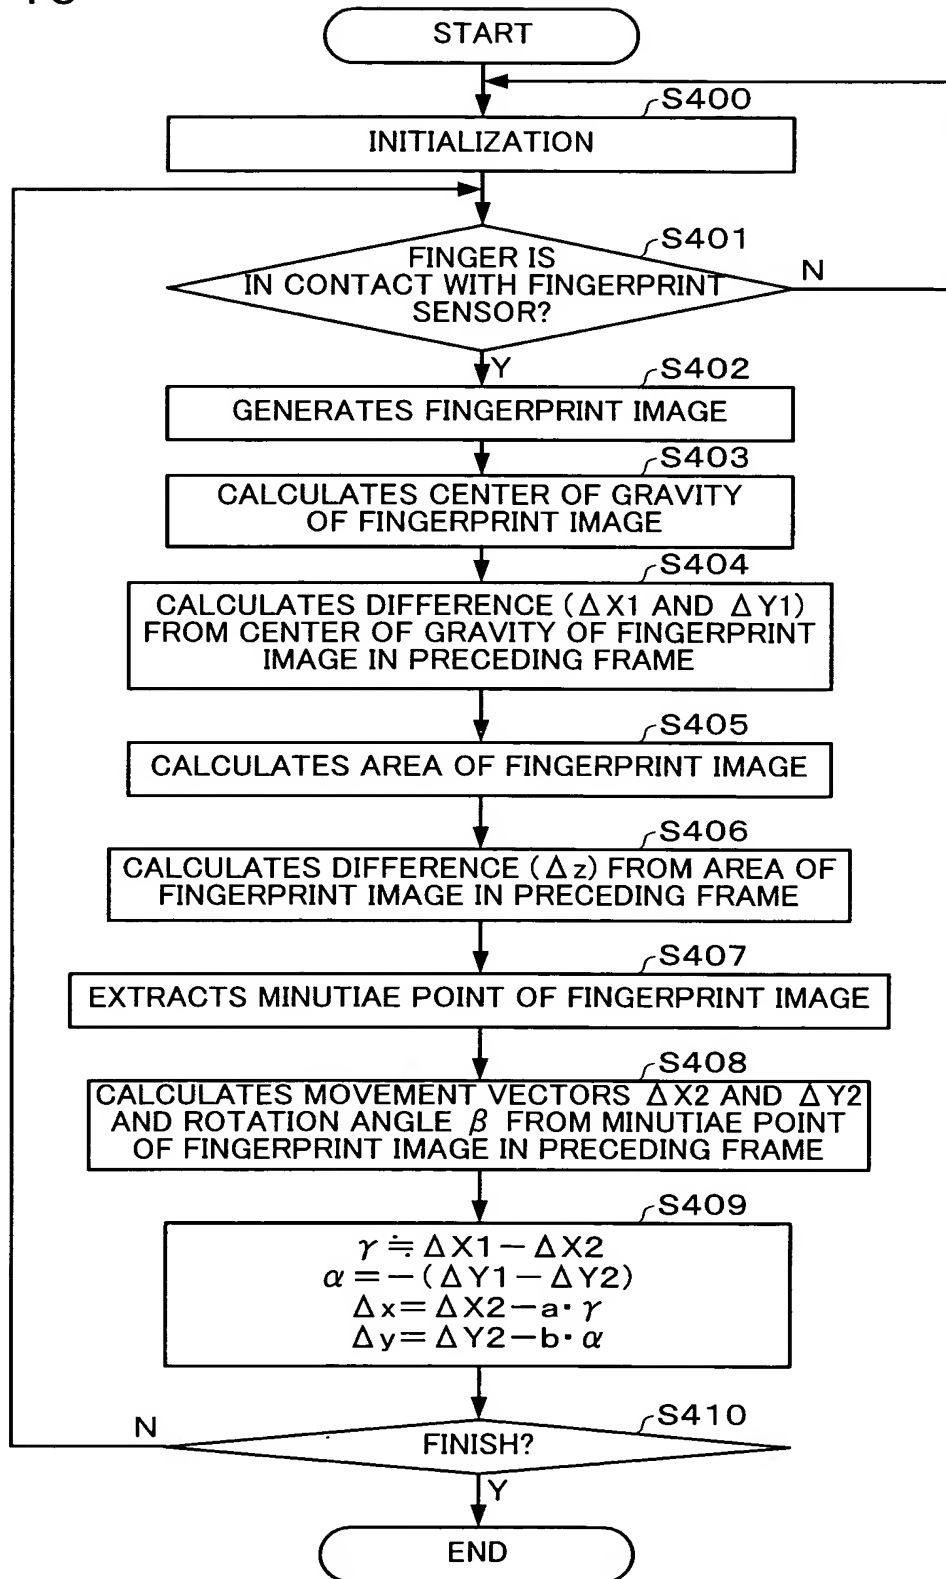 START
S400
INITIALIZATION
S401
FINGER IS
IN CONTACT WITH FINGERPRINT
SENSOR?
N
Y
S402
GENERATES FINGERPRINT IMAGE
S403
CALCULATES CENTER OF GRAVITY
OF FINGERPRINT IMAGE
S404
CALCULATES DIFFERENCE (ΔX1 AND ΔY1)
FROM CENTER OF GRAVITY OF FINGERPRINT
IMAGE IN PRECEDING FRAME
S405
CALCULATES AREA OF FINGERPRINT IMAGE
S406
CALCULATES DIFFERENCE (Δz) FROM AREA OF
FINGERPRINT IMAGE IN PRECEDING FRAME
S407
EXTRACTS MINUTIAE POINT OF FINGERPRINT IMAGE
S408
CALCULATES MOVEMENT VECTORS ΔX2 AND ΔY2
AND ROTATION ANGLE β FROM MINUTIAE POINT
OF FINGERPRINT IMAGE IN PRECEDING FRAME
S409
γ≒ΔX1−ΔX2
α=−(ΔY1−ΔY2)
Δx=ΔX2−a·γ
Δy=ΔY2−b·α
S410
N
FINISH?
Y
END